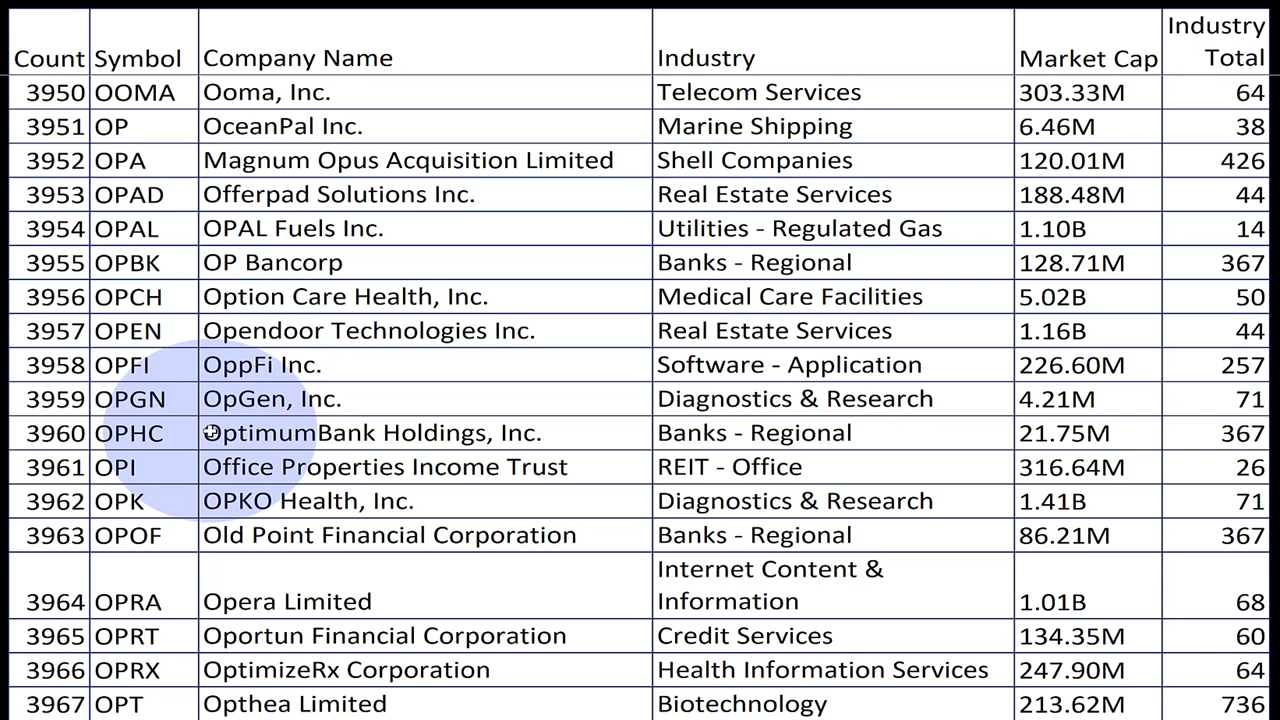 Count Symbol Company Name Industry Market Cap Industry Total
3950 OOMA Ooma, Inc. Telecom Services 303.33M 64
3951 OP OceanPal Inc. Marine Shipping 6.46M 38
3952 OPA Magnum Opus Acquisition Limited Shell Companies 120.01M 426
3953 OPAD Offerpad Solutions Inc. Real Estate Services 188.48M 44
3954 OPAL OPAL Fuels Inc. Utilities - Regulated Gas 1.10B 14
3955 OPBK OP Bancorp Banks - Regional 128.71M 367
3956 OPCH Option Care Health, Inc. Medical Care Facilities 5.02B 50
3957 OPEN Opendoor Technologies Inc. Real Estate Services 1.16B 44
3958 OPFI OppFi Inc. Software - Application 226.60M 257
3959 OPGN OpGen, Inc. Diagnostics & Research 4.21M 71
3960 OPHC OptimumBank Holdings, Inc. Banks - Regional 21.75M 367
3961 OPI Office Properties Income Trust REIT - Office 316.64M 26
3962 OPK OPKO Health, Inc. Diagnostics & Research 1.41B 71
3963 OPOF Old Point Financial Corporation Banks - Regional 86.21M 367
3964 OPRA Opera Limited Internet Content & Information 1.01B 68
3965 OPRT Oportun Financial Corporation Credit Services 134.35M 60
3966 OPRX OptimizeRx Corporation Health Information Services 247.90M 64
3967 OPT Opthea Limited Biotechnology 213.62M 736